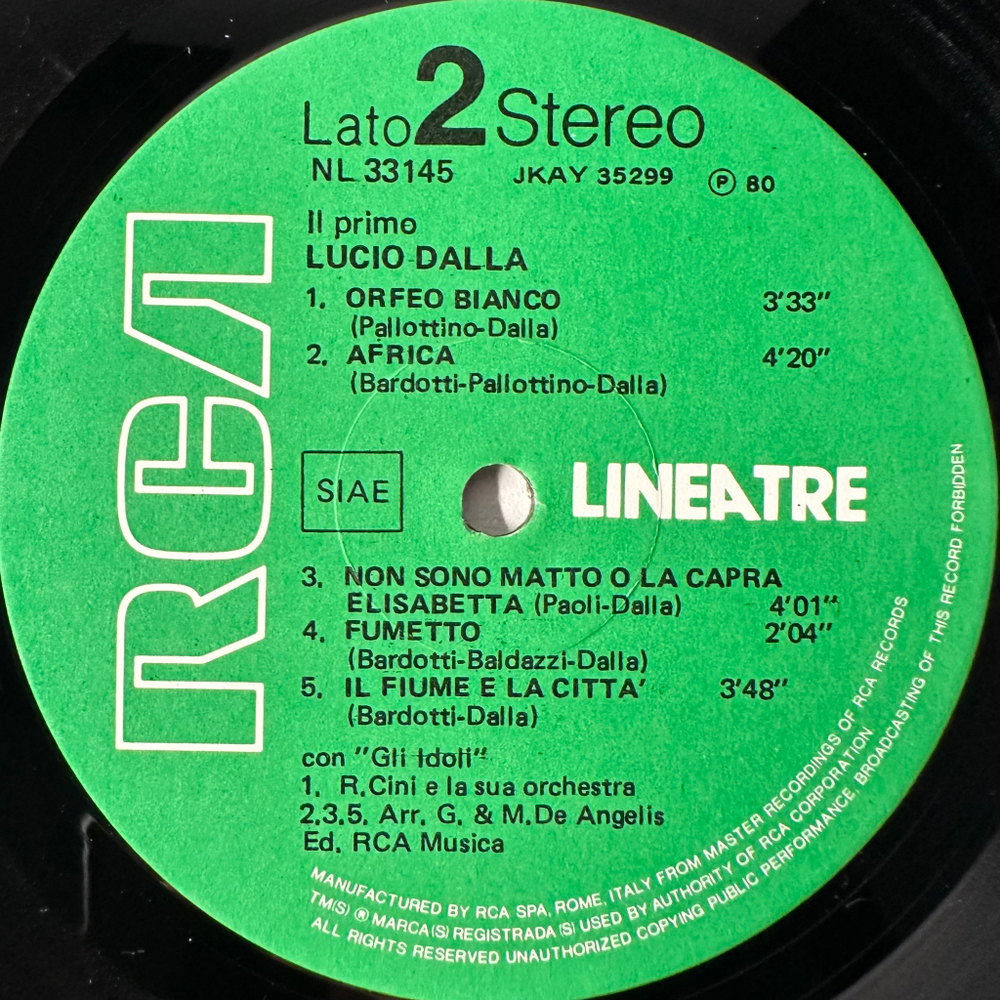 Lato 2 Stereo
NL 33145 JKAY 35299 Ⓟ 80
Il primo
LUCIO DALLA
1. ORFEO BIANCO 3'33"
(Pallottino-Dalla)
2. AFRICA 4'20"
(Bardotti-Pallottino-Dalla)
RCA
SIAE
LINEATRE
3. NON SONO MATTO O LA CAPRA
ELISABETTA (Paoli-Dalla) 4'01"
4. FUMETTO 2'04"
(Bardotti-Baldazzi-Dalla)
5. IL FIUME E LA CITTA' 3'48"
(Bardotti-Dalla)
con "Gli Idoli"
1. R.Cini e la sua orchestra
2.3.5. Arr. G. & M.De Angelis
Ed. RCA Musica
MANUFACTURED BY RCA SPA, ROME, ITALY FROM MASTER RECORDINGS OF RCA RECORDS
TM(S) ® MARCA(S) REGISTRADA(S) USED BY AUTHORITY OF RCA CORPORATION
ALL RIGHTS RESERVED UNAUTHORIZED COPYING PUBLIC PERFORMANCE, BROADCASTING OF THIS RECORD FORBIDDEN